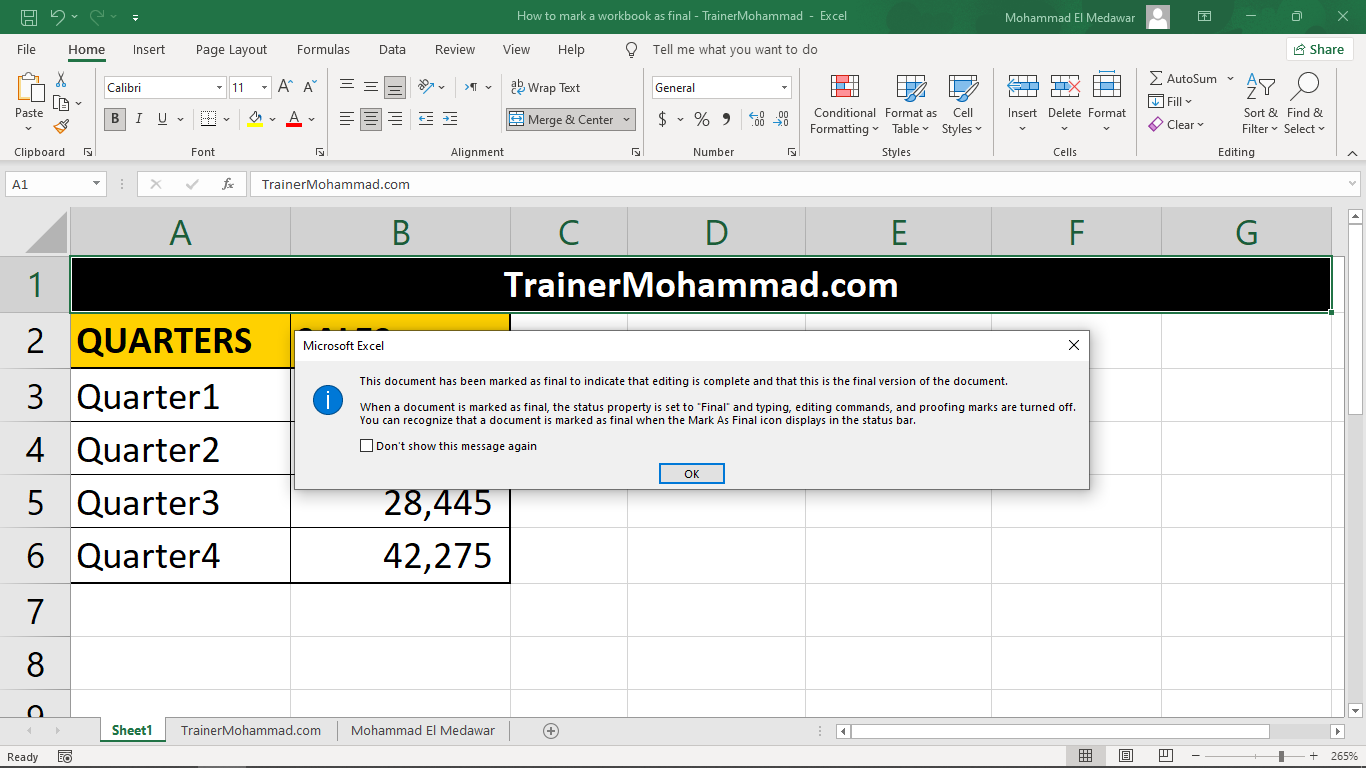 How to mark a workbook as final - TrainerMohammad - Excel
Mohammad El Medawar
File Home Insert Page Layout Formulas Data Review View Help Tell me what you want to do
Share
Paste
Clipboard
Calibri 11
B I U A
Font
Wrap Text
Merge & Center
Alignment
General
$ % 9
Number
Conditional Formatting
Format as Table
Cell Styles
Styles
Insert Delete Format
Cells
AutoSum
Fill
Clear
Sort & Filter
Find & Select
Editing
A1 fx TrainerMohammad.com
A B C D E F G
1 TrainerMohammad.com
2 QUARTERS
3 Quarter1
4 Quarter2
5 Quarter3 28,445
6 Quarter4 42,275
7
8
9
Microsoft Excel
This document has been marked as final to indicate that editing is complete and that this is the final version of the document.
When a document is marked as final, the status property is set to "Final" and typing, editing commands, and proofing marks are turned off.
You can recognize that a document is marked as final when the Mark As Final icon displays in the status bar.
Don't show this message again
OK
Sheet1 TrainerMohammad.com Mohammad El Medawar
Ready 265%